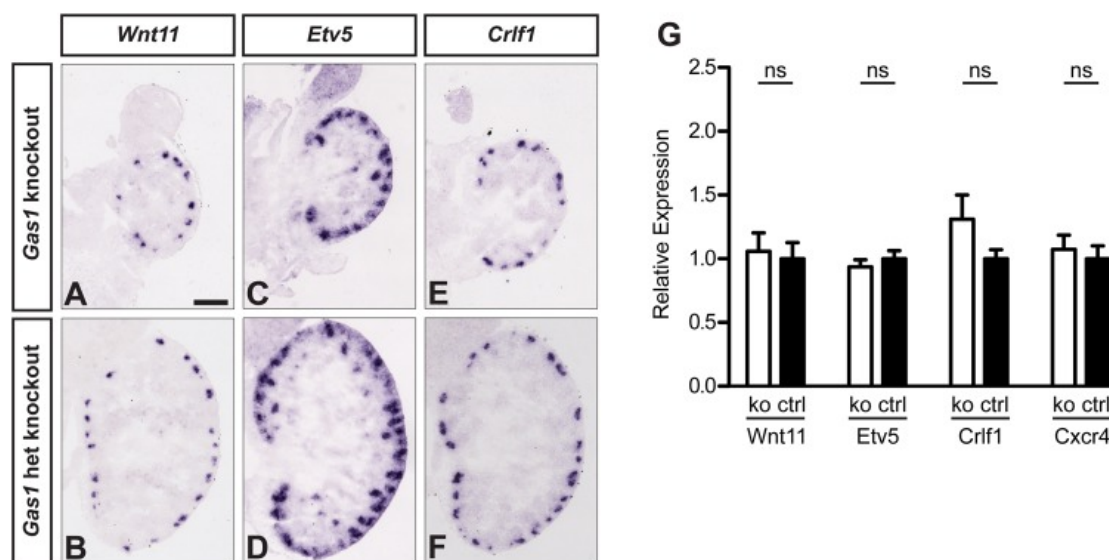 Wnt11 Etv5 Crlf1
Gas1 knockout
A C E
Gas1 het knockout
B D F
G
Relative Expression
2.5
2.0
1.5
1.0
0.5
0.0
ns ns ns ns
ko ctrl ko ctrl ko ctrl ko ctrl
Wnt11 Etv5 Crlf1 Cxcr4